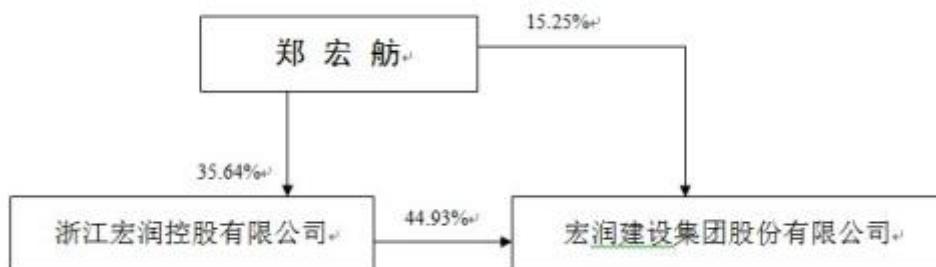 15.25%
郑 宏 舫
35.64%
44.93%
浙江宏润控股有限公司
宏润建设集团股份有限公司